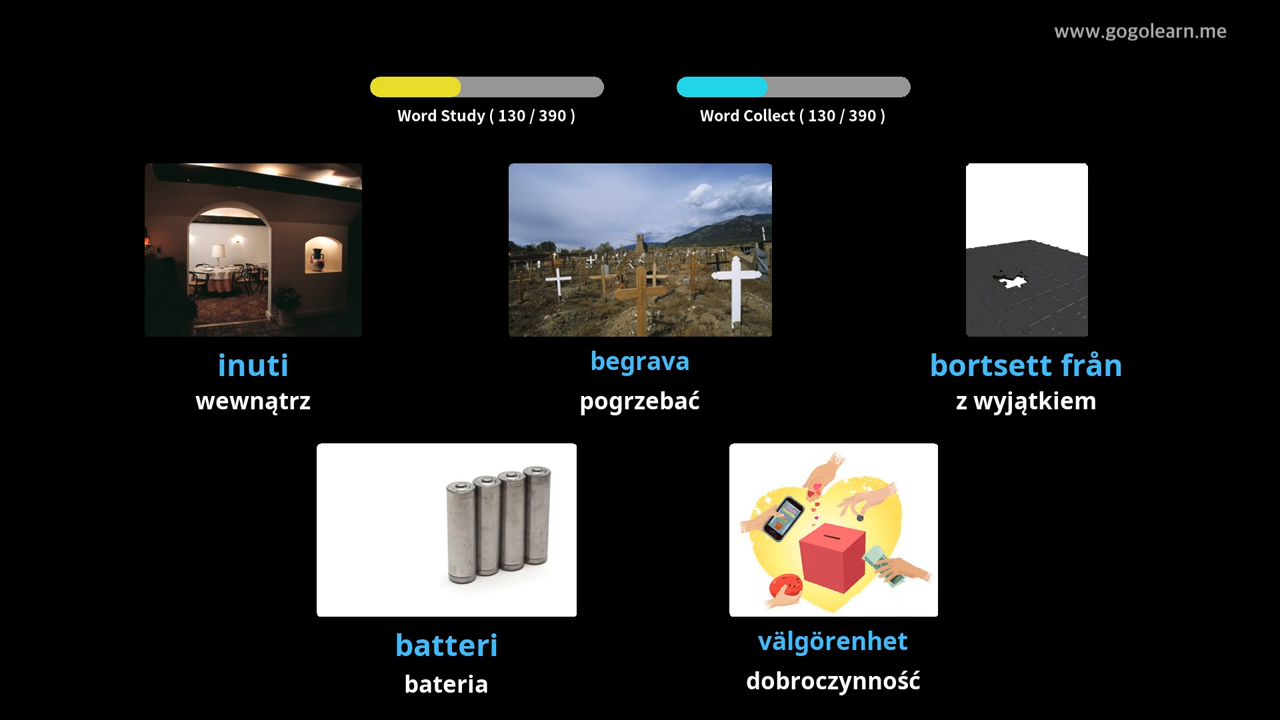 www.gogolearn.me
Word Study ( 130 / 390 )
Word Collect ( 130 / 390 )
inuti
wewnątrz
begrava
pogrzebać
bortsett från
z wyjątkiem
batteri
bateria
välgörenhet
dobroczynność